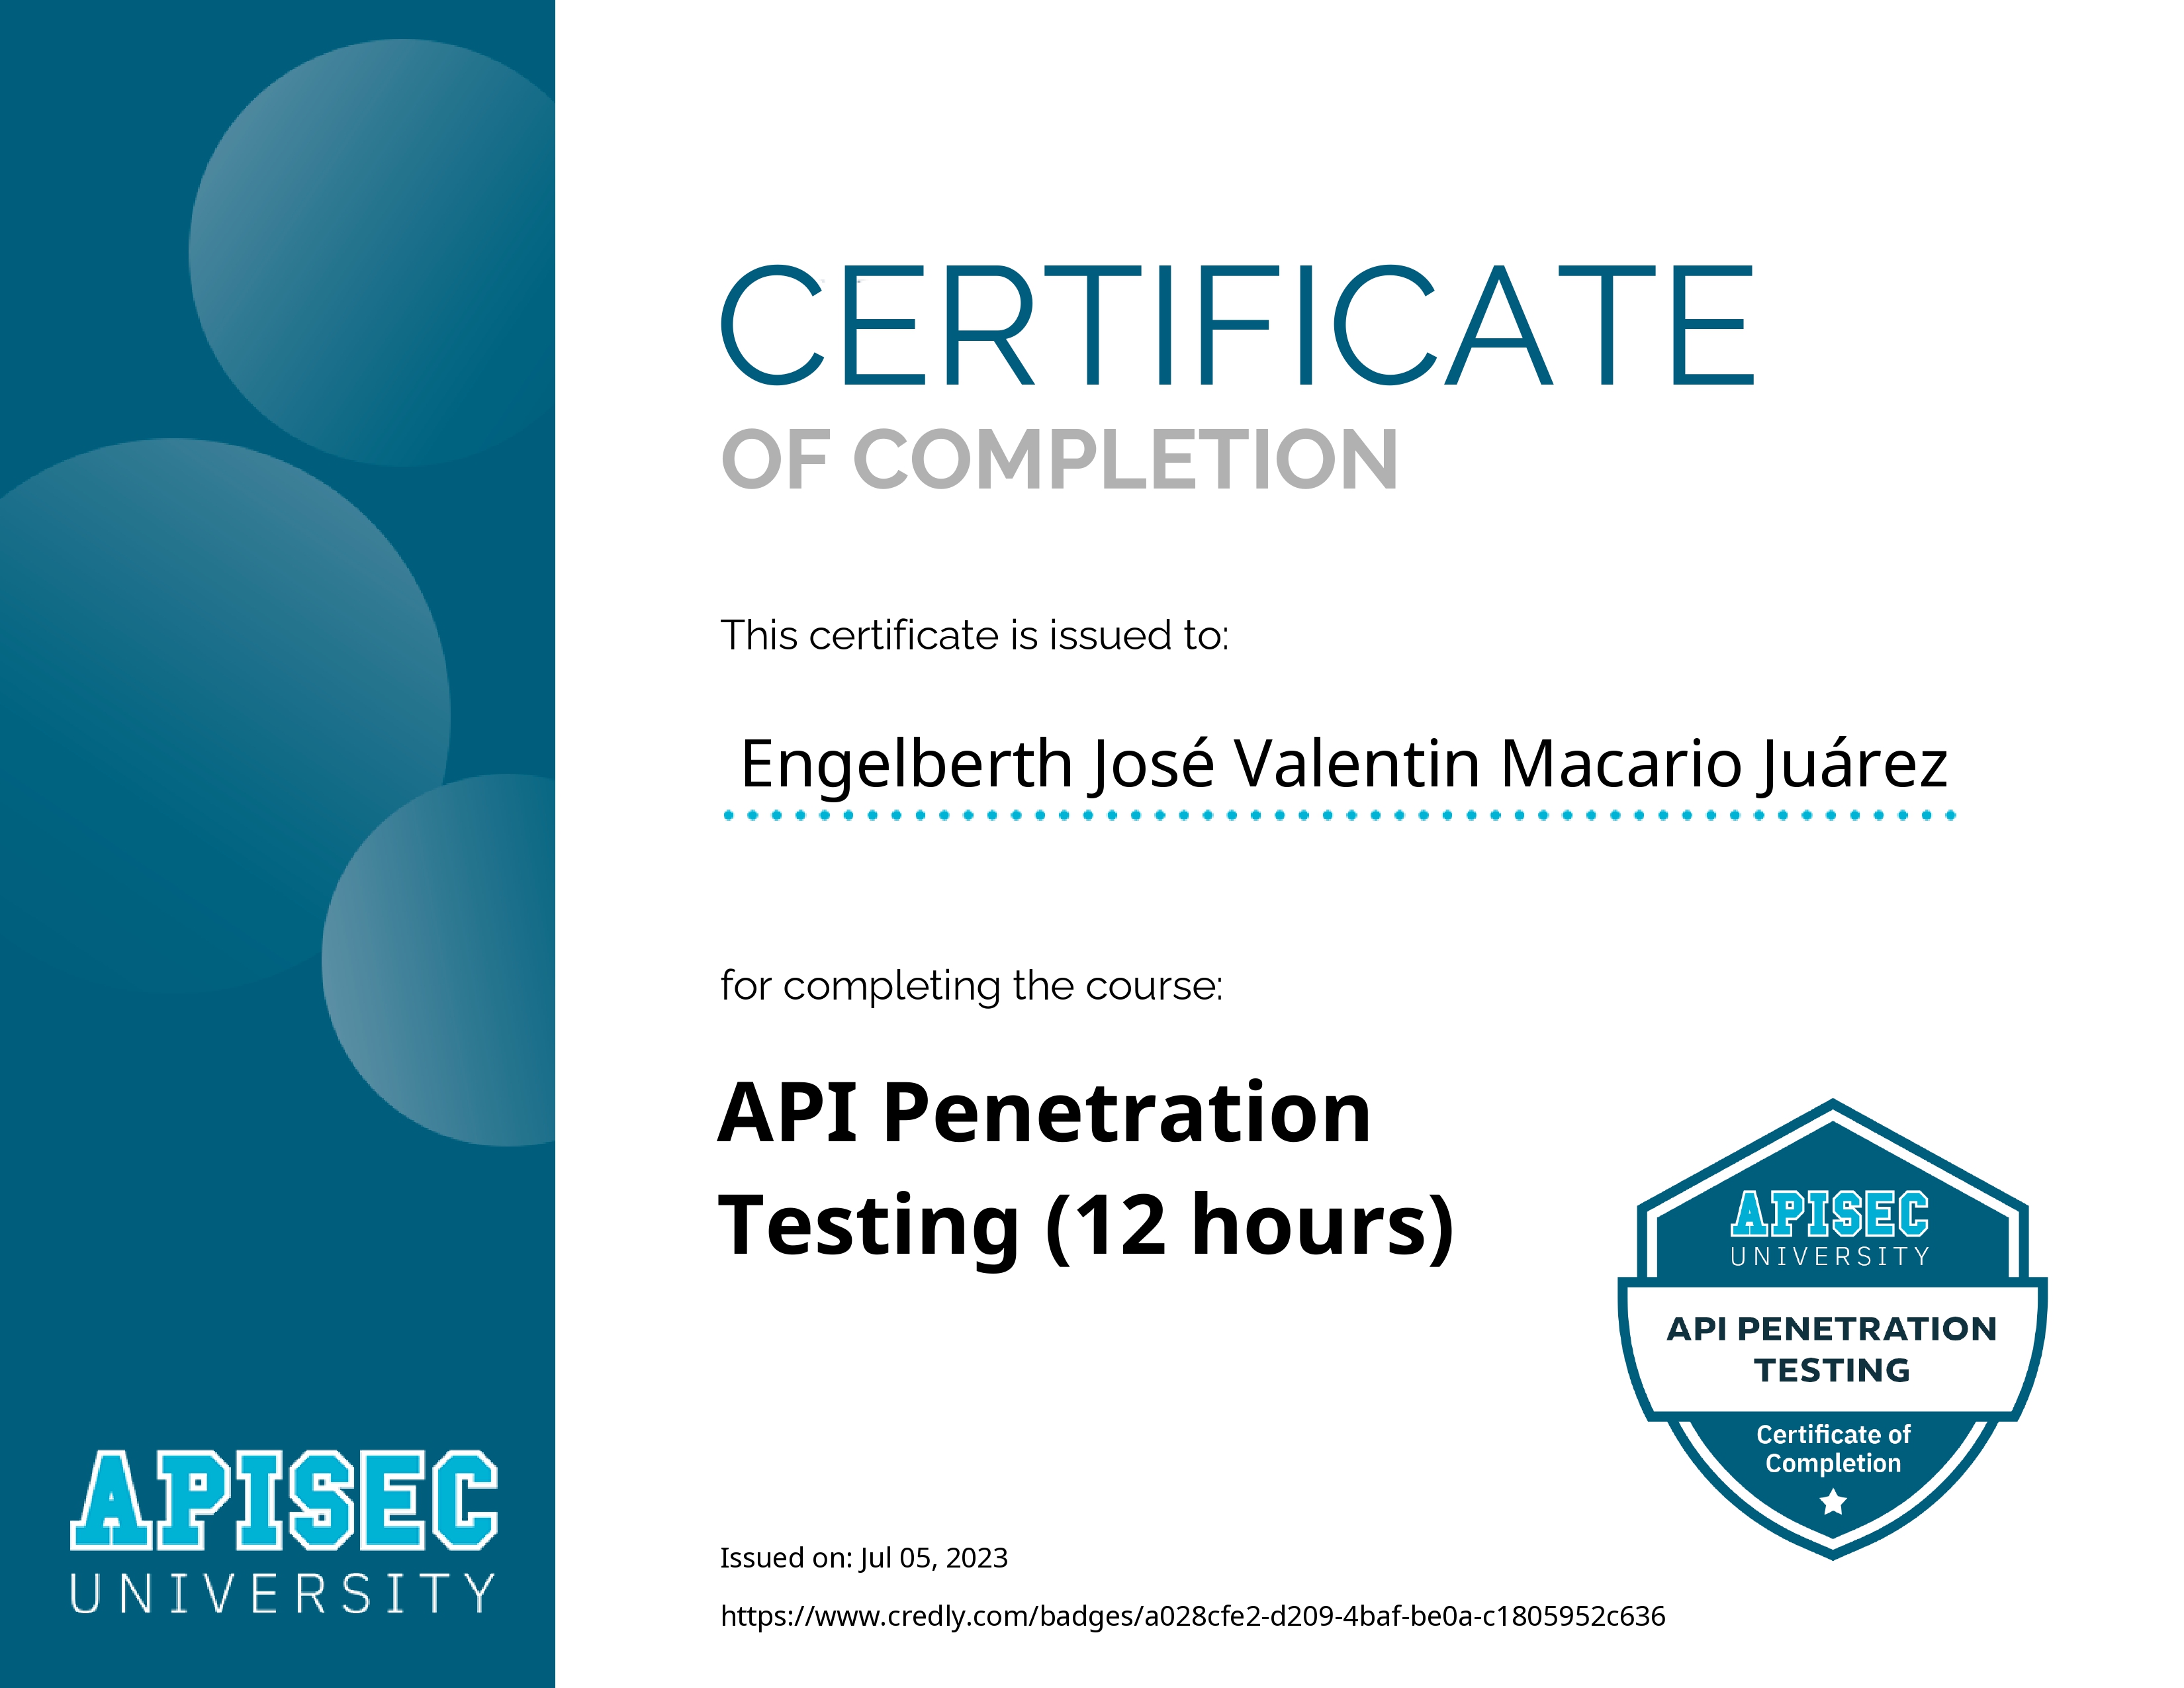 CERTIFICATE
OF COMPLETION
This certificate is issued to:
Engelberth José Valentin Macario Juárez
for completing the course:
API Penetration
Testing (12 hours)
APISEC
UNIVERSITY
API PENETRATION
TESTING
Certificate of
Completion
APISEC
UNIVERSITY
Issued on: Jul 05, 2023
https://www.credly.com/badges/a028cfe2-d209-4baf-be0a-c1805952c636